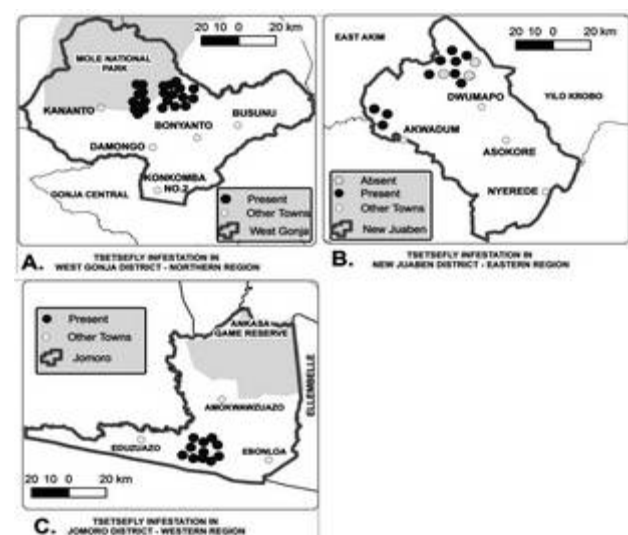 20 10 0 20 km
MOLE NATIONAL
PARK
KANANTO
BUSUNU
BONYANTO
DAMONGO
KONKOMBA
NO.2
GONJA CENTRAL
Present
Other Towns
West Gonja
A.
TSETSEFLY INFESTATION IN
WEST GONJA DISTRICT - NORTHERN REGION
20 10 0 20 km
EAST AKIM
DWUMAPO
YILO KROBO
AKWADUM
ASOKORE
NYEREDE
Absent
Present
Other Towns
New Juaben
B.
TSETSEFLY INFESTATION IN
NEW JUABEN DISTRICT - EASTERN REGION
Present
Other Towns
Jomoro
ANKASA
GAME RESERVE
ELLEMBELLE
AMOKWAWZUAZO
EDUZUAZO
EBONLOA
20 10 0 20 km
C.
TSETSEFLY INFESTATION IN
JOMORO DISTRICT - WESTERN REGION